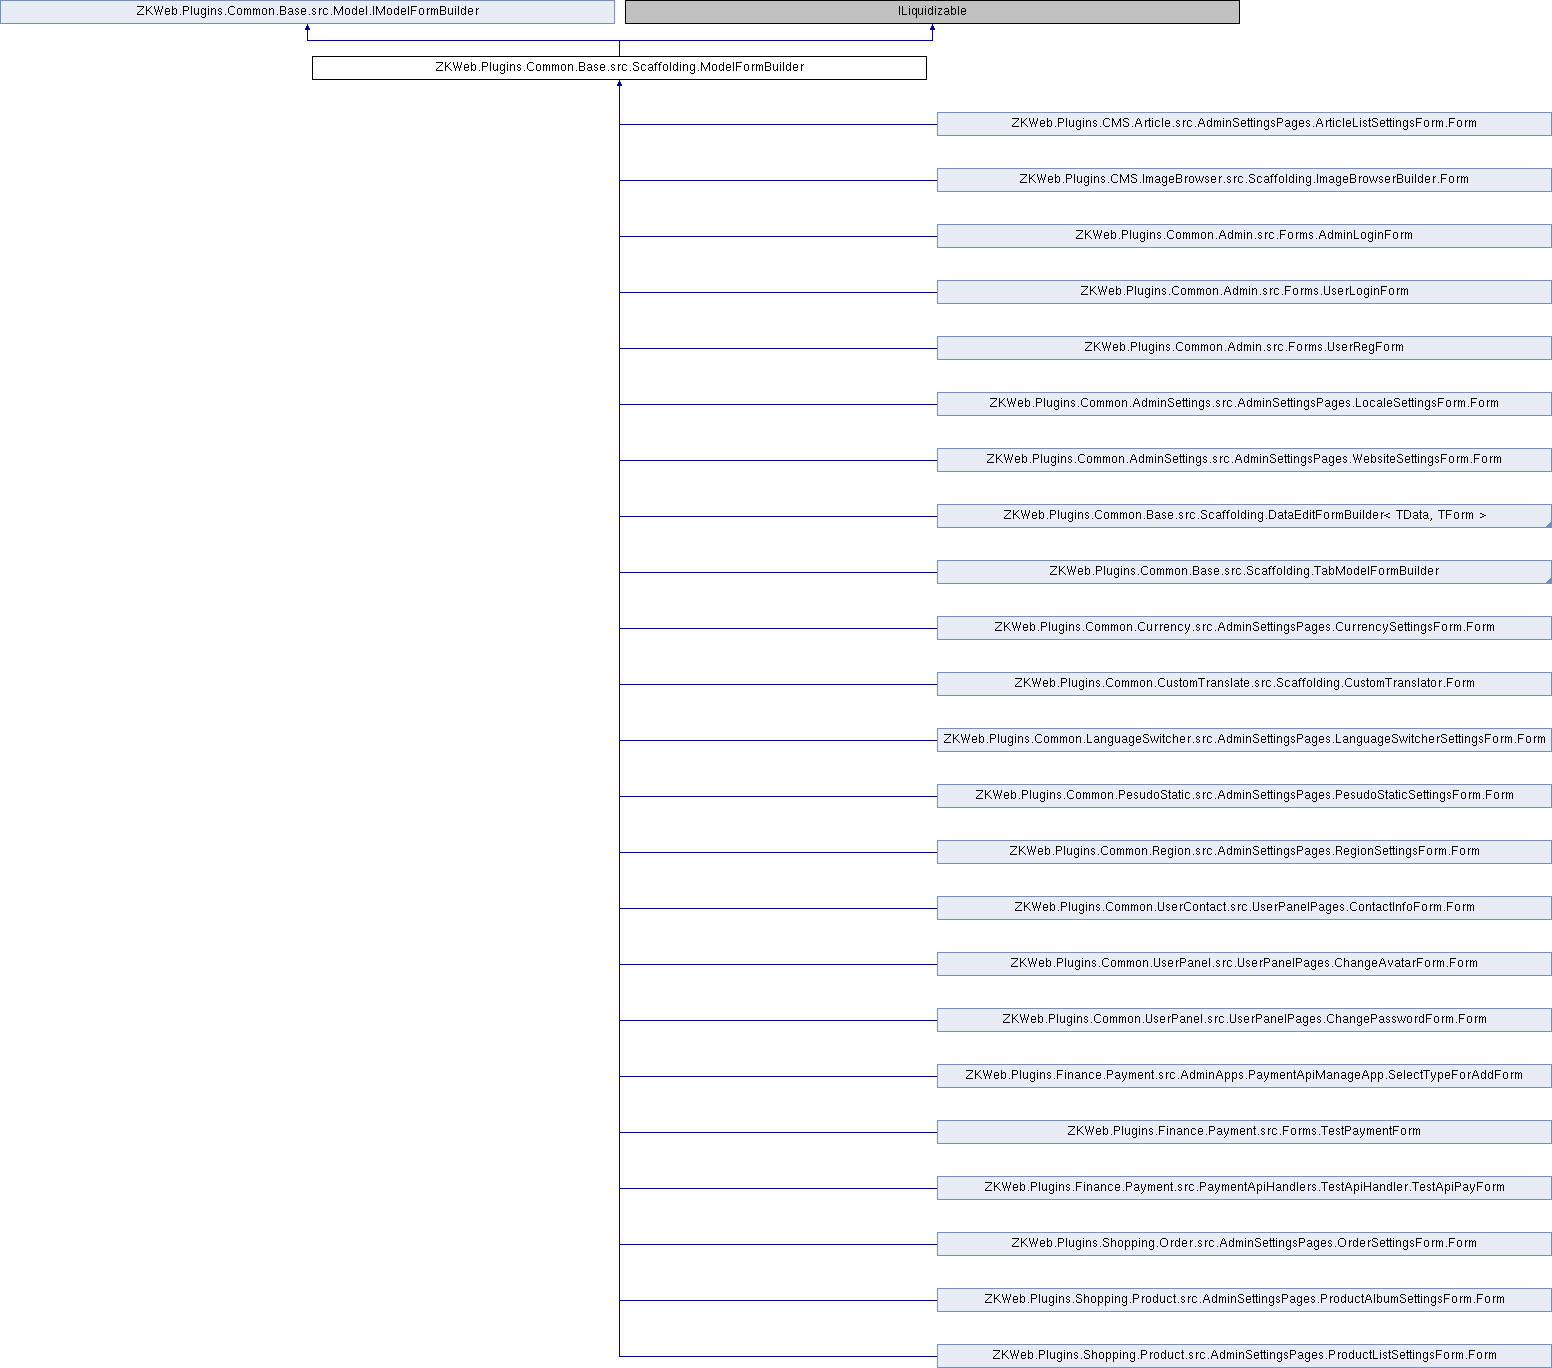 ZKWeb.Plugins.Common.Base.src.Model.IModelFormBuilder
ILiquidizable
ZKWeb.Plugins.Common.Base.src.Scaffolding.ModelFormBuilder
ZKWeb.Plugins.CMS.Article.src.AdminSettingsPages.ArticleListSettingsForm.Form
ZKWeb.Plugins.CMS.ImageBrowser.src.Scaffolding.ImageBrowserBuilder.Form
ZKWeb.Plugins.Common.Admin.src.Forms.AdminLoginForm
ZKWeb.Plugins.Common.Admin.src.Forms.UserLoginForm
ZKWeb.Plugins.Common.Admin.src.Forms.UserRegForm
ZKWeb.Plugins.Common.AdminSettings.src.AdminSettingsPages.LocaleSettingsForm.Form
ZKWeb.Plugins.Common.AdminSettings.src.AdminSettingsPages.WebsiteSettingsForm.Form
ZKWeb.Plugins.Common.Base.src.Scaffolding.DataEditFormBuilder< TData, TForm >
ZKWeb.Plugins.Common.Base.src.Scaffolding.TabModelFormBuilder
ZKWeb.Plugins.Common.Currency.src.AdminSettingsPages.CurrencySettingsForm.Form
ZKWeb.Plugins.Common.CustomTranslate.src.Scaffolding.CustomTranslator.Form
ZKWeb.Plugins.Common.LanguageSwitcher.src.AdminSettingsPages.LanguageSwitcherSettingsForm.Form
ZKWeb.Plugins.Common.PesudoStatic.src.AdminSettingsPages.PesudoStaticSettingsForm.Form
ZKWeb.Plugins.Common.Region.src.AdminSettingsPages.RegionSettingsForm.Form
ZKWeb.Plugins.Common.UserContact.src.UserPanelPages.ContactInfoForm.Form
ZKWeb.Plugins.Common.UserPanel.src.UserPanelPages.ChangeAvatarForm.Form
ZKWeb.Plugins.Common.UserPanel.src.UserPanelPages.ChangePasswordForm.Form
ZKWeb.Plugins.Finance.Payment.src.AdminApps.PaymentApiManageApp.SelectTypeForAddForm
ZKWeb.Plugins.Finance.Payment.src.Forms.TestPaymentForm
ZKWeb.Plugins.Finance.Payment.src.PaymentApiHandlers.TestApiHandler.TestApiPayForm
ZKWeb.Plugins.Shopping.Order.src.AdminSettingsPages.OrderSettingsForm.Form
ZKWeb.Plugins.Shopping.Product.src.AdminSettingsPages.ProductAlbumSettingsForm.Form
ZKWeb.Plugins.Shopping.Product.src.AdminSettingsPages.ProductListSettingsForm.Form